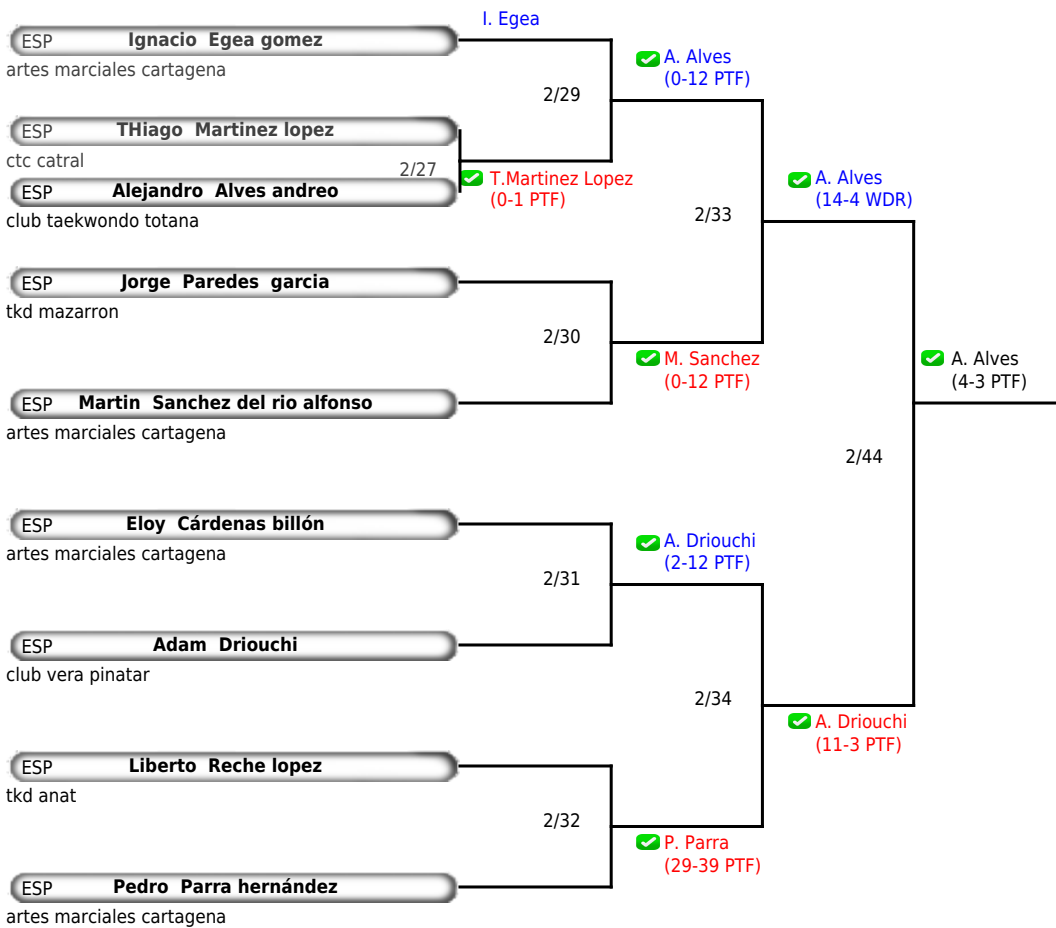 I. Egea
ESP Ignacio Egea gomez
artes marciales cartagena
A. Alves
(0-12 PTF)
2/29
ESP THiago Martinez lopez
ctc catral
2/27
T.Martinez Lopez
(0-1 PTF)
ESP Alejandro Alves andreo
club taekwondo totana
A. Alves
(14-4 WDR)
2/33
ESP Jorge Paredes garcia
tkd mazarron
2/30
M. Sanchez
(0-12 PTF)
A. Alves
(4-3 PTF)
ESP Martin Sanchez del rio alfonso
artes marciales cartagena
2/44
ESP Eloy Cárdenas billón
artes marciales cartagena
A. Driouchi
(2-12 PTF)
2/31
ESP Adam Driouchi
club vera pinatar
2/34
A. Driouchi
(11-3 PTF)
ESP Liberto Reche lopez
tkd anat
2/32
P. Parra
(29-39 PTF)
ESP Pedro Parra hernández
artes marciales cartagena